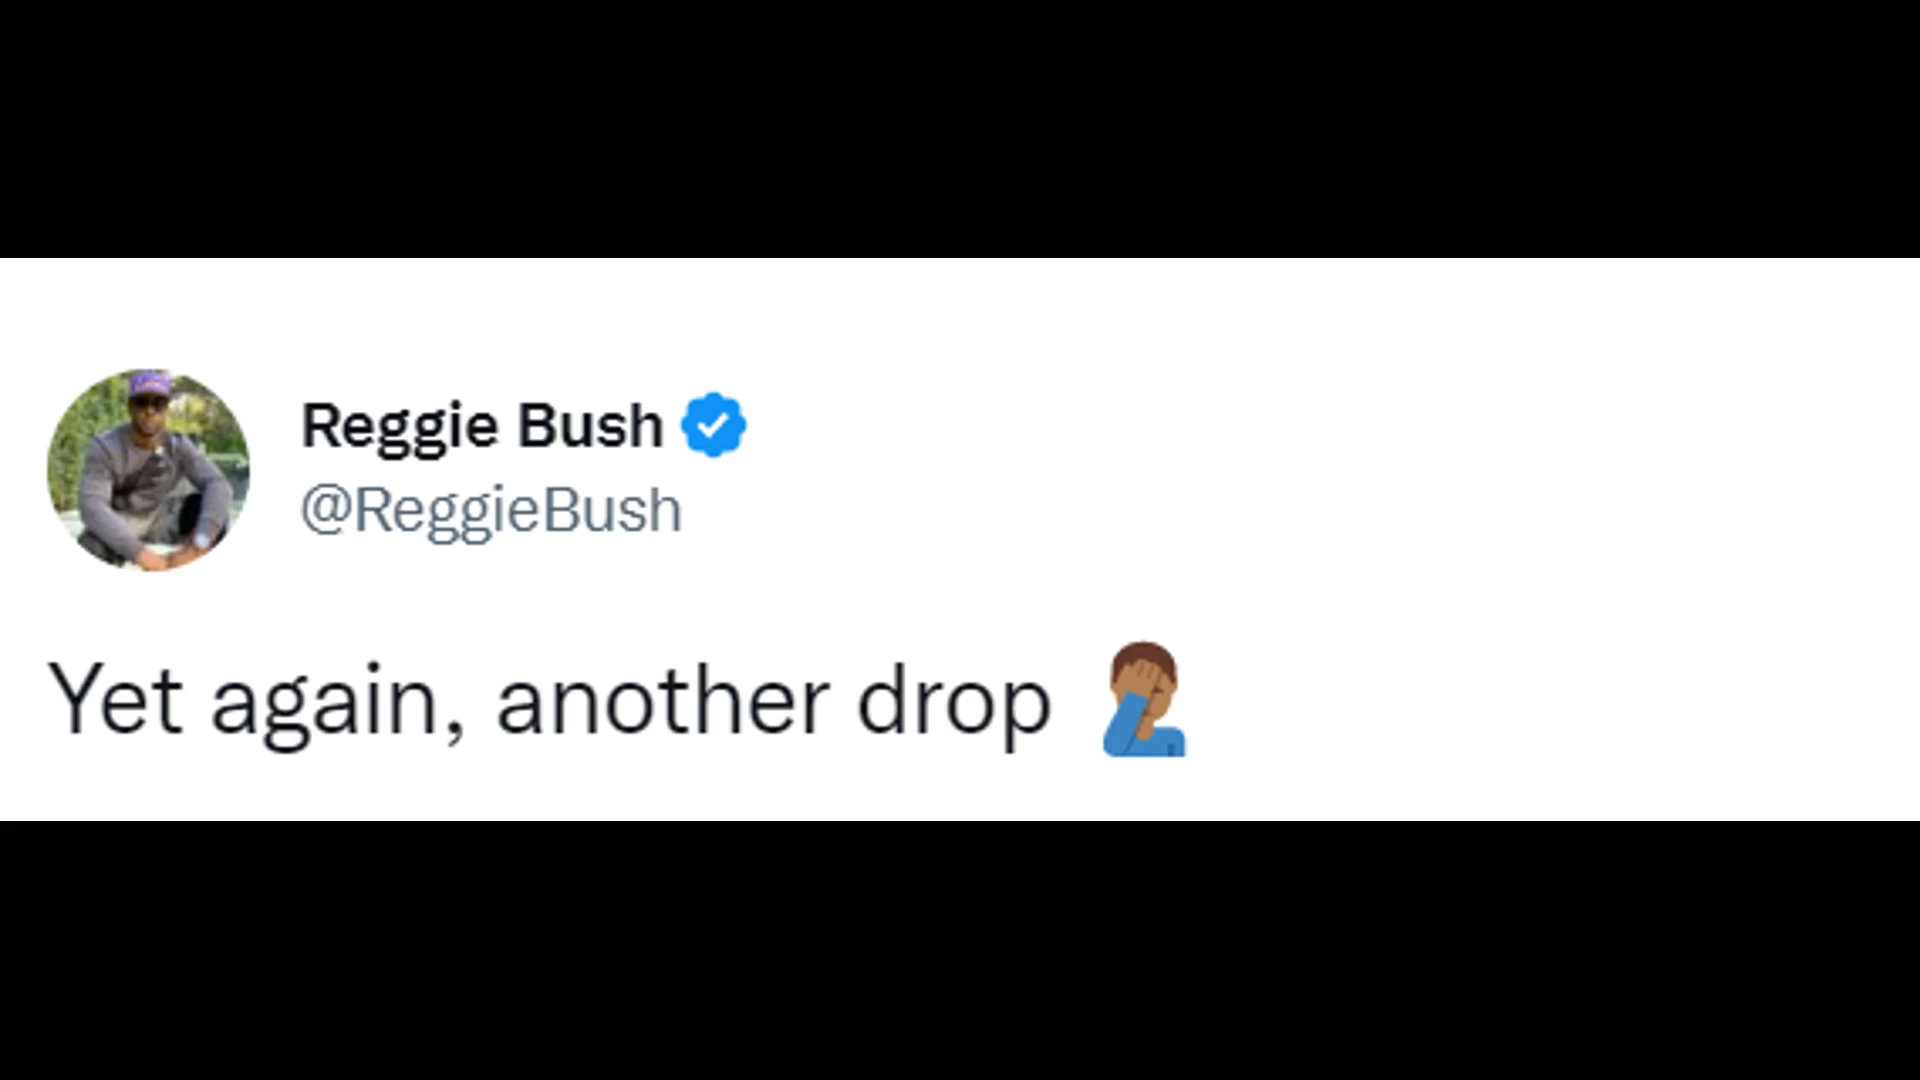 Reggie Bush
@ReggieBush
Yet again, another drop 🤦🏾‍♂️